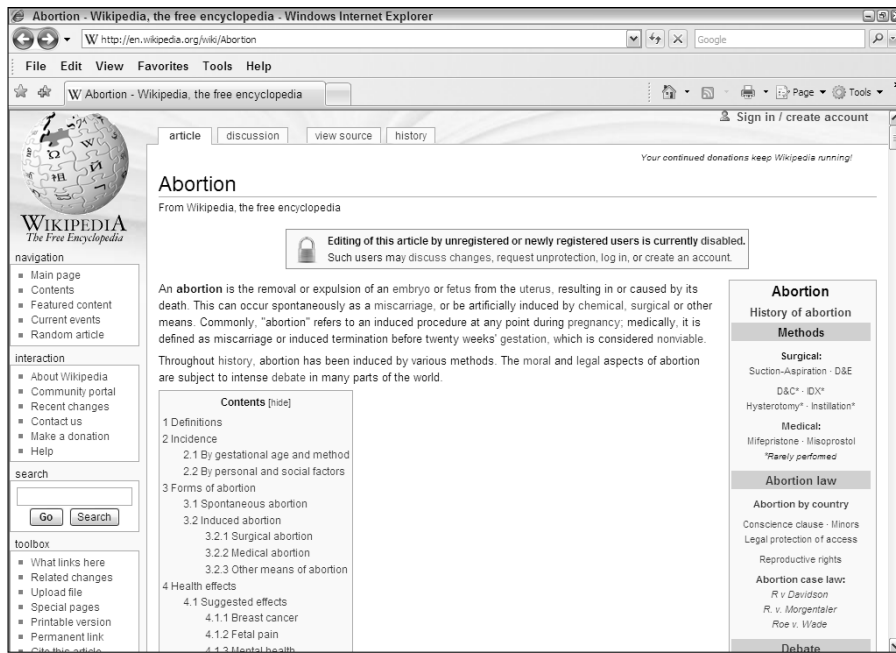 Abortion - Wikipedia, the free encyclopedia - Windows Internet Explorer
W http://en.wikipedia.org/wiki/Abortion
Google
File Edit View Favorites Tools Help
W Abortion - Wikipedia, the free encyclopedia
Page Tools
Sign in / create account
article discussion view source history
Your continued donations keep Wikipedia running!
Abortion
From Wikipedia, the free encyclopedia
WIKIPEDIA
The Free Encyclopedia
Editing of this article by unregistered or newly registered users is currently disabled.
Such users may discuss changes, request unprotection, log in, or create an account.
navigation
Main page
Contents
Featured content
Current events
Random article
interaction
About Wikipedia
Community portal
Recent changes
Contact us
Make a donation
Help
search
Go Search
toolbox
What links here
Related changes
Upload file
Special pages
Printable version
Permanent link
Cite this article
An abortion is the removal or expulsion of an embryo or fetus from the uterus, resulting in or caused by its
death. This can occur spontaneously as a miscarriage, or be artificially induced by chemical, surgical or other
means. Commonly, "abortion" refers to an induced procedure at any point during pregnancy; medically, it is
defined as miscarriage or induced termination before twenty weeks' gestation, which is considered nonviable.
Throughout history, abortion has been induced by various methods. The moral and legal aspects of abortion
are subject to intense debate in many parts of the world.
Contents [hide]
1 Definitions
2 Incidence
2.1 By gestational age and method
2.2 By personal and social factors
3 Forms of abortion
3.1 Spontaneous abortion
3.2 Induced abortion
3.2.1 Surgical abortion
3.2.2 Medical abortion
3.2.3 Other means of abortion
4 Health effects
4.1 Suggested effects
4.1.1 Breast cancer
4.1.2 Fetal pain
4.1.3 Mental health
Abortion
History of abortion
Methods
Surgical:
Suction-Aspiration · D&E
D&C* · IDX*
Hysterotomy* · Instillation*
Medical:
Mifepristone · Misoprostol
*Rarely performed
Abortion law
Abortion by country
Conscience clause · Minors
Legal protection of access
Reproductive rights
Abortion case law:
R v Davidson
R. v. Morgentaler
Roe v. Wade
Debate